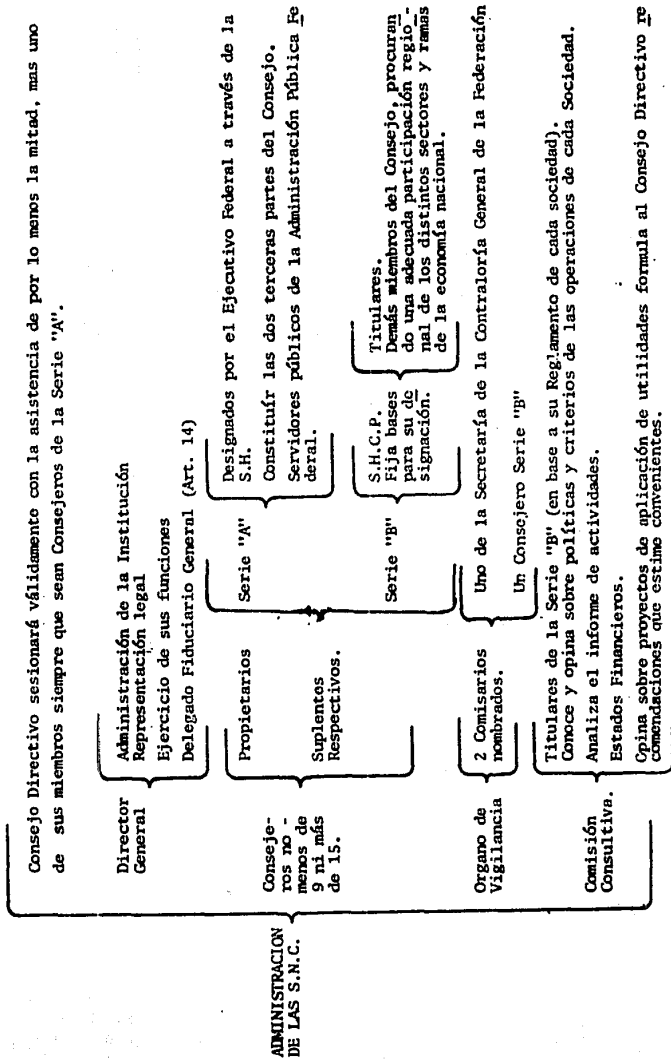 Consejo Directivo sesionará válidamente con la asistencia de por lo menos la mitad, mas uno
de sus miembros siempre que sean Consejeros de la Serie "A".
ADMINISTRACION
DE LAS S.N.C.
Director
General
Administración de la Institución
Representación legal
Ejercicio de sus funciones
Delegado Fiduciario General (Art. 14)
Conseje-
ros no -
menos de
9 ni más
de 15.
Propietarios
Suplentes
Respectivos.
Serie "A"
Designados por el Ejecutivo Federal a través de la
S.H.
Constituír las dos terceras partes del Consejo.
Servidores públicos de la Administración Pública Fe
deral.
Serie "B"
S.H.C.P.
Fija bases
para su de
signación.
Titulares.
Demás miembros del Consejo, procuran
do una adecuada participación regio -
nal de los distintos sectores y ramas
de la economía nacional.
Organo de
Vigilancia
2 Comisarios
nombrados.
Uno de la Secretaría de la Contraloría General de la Federación
Un Consejero Serie "B"
Comisión
Consultiva.
Titulares de la Serie "B" (en base a su Reglamento de cada sociedad).
Conoce y opina sobre políticas y criterios de las operaciones de cada Sociedad.
Analiza el informe de actividades.
Estados Financieros.
Opina sobre proyectos de aplicación de utilidades formula al Consejo Directivo re
comendaciones que estime convenientes.